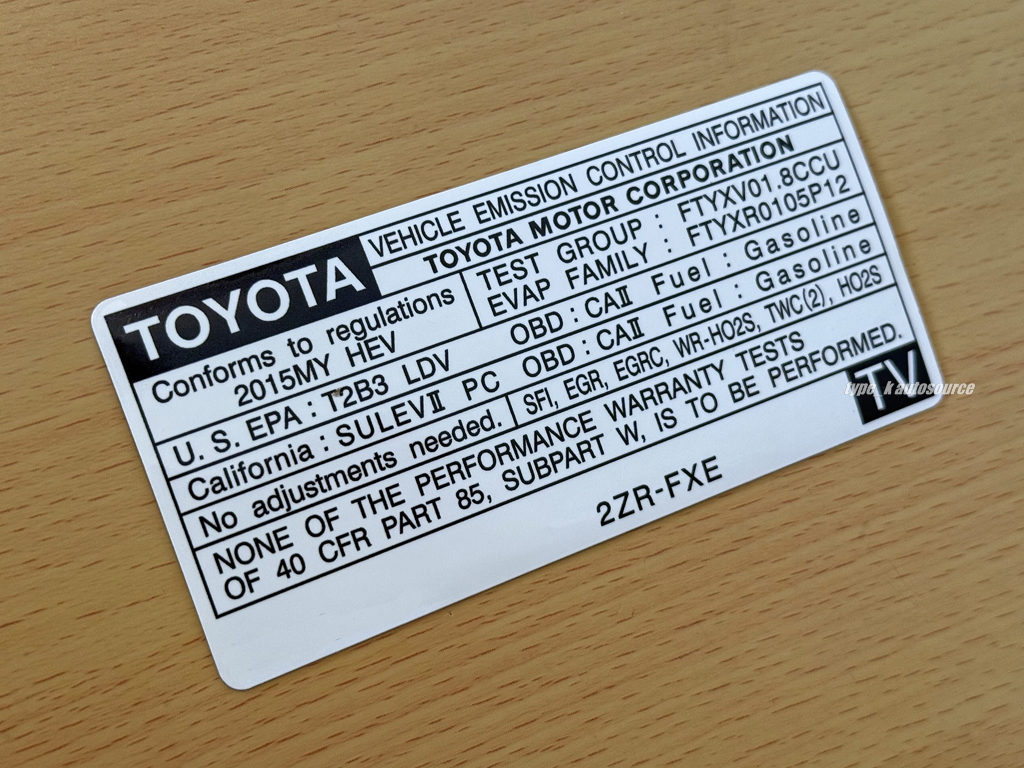 TOYOTA
VEHICLE EMISSION CONTROL INFORMATION
TOYOTA MOTOR CORPORATION
Conforms to regulations
2015MY HEV
TEST GROUP : FTYXV01.8CCU
EVAP FAMILY : FTYXR0105P12
U. S. EPA : T2B3 LDV OBD : CAⅡ Fuel : Gasoline
California : SULEVⅡ PC OBD : CAⅡ Fuel : Gasoline
No adjustments needed. SFI, EGR, EGRC, WR-HO2S, TWC(2), HO2S
NONE OF THE PERFORMANCE WARRANTY TESTS
OF 40 CFR PART 85, SUBPART W, IS TO BE PERFORMED.
2ZR-FXE
TV
type_k autosource